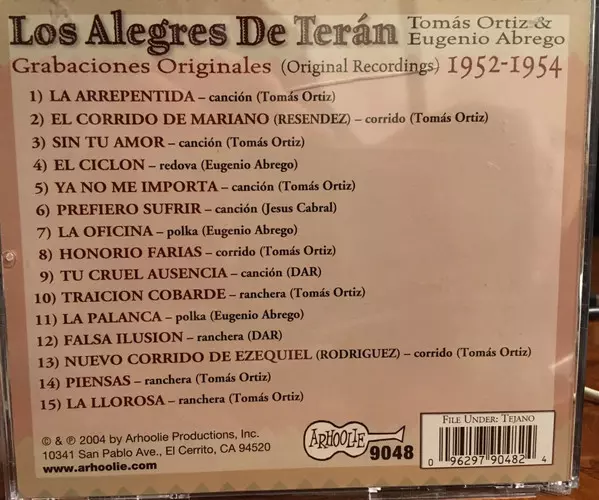 Los Alegres De Terán Tomás Ortiz &
Eugenio Abrego
Grabaciones Originales (Original Recordings) 1952-1954
1) LA ARREPENTIDA – canción (Tomás Ortiz)
2) EL CORRIDO DE MARIANO (RESENDEZ) – corrido (Tomás Ortiz)
3) SIN TU AMOR – canción (Tomás Ortiz)
4) EL CICLON – redova (Eugenio Abrego)
5) YA NO ME IMPORTA – canción (Tomás Ortiz)
6) PREFIERO SUFRIR – canción (Jesus Cabral)
7) LA OFICINA – polka (Eugenio Abrego)
8) HONORIO FARIAS – corrido (Tomás Ortiz)
9) TU CRUEL AUSENCIA – canción (DAR)
10) TRAICION COBARDE – ranchera (Tomás Ortiz)
11) LA PALANCA – polka (Eugenio Abrego)
12) FALSA ILUSION – ranchera (DAR)
13) NUEVO CORRIDO DE EZEQUIEL (RODRIGUEZ) – corrido (Tomás Ortiz)
14) PIENSAS – ranchera (Tomás Ortiz)
15) LA LLOROSA – ranchera (Tomás Ortiz)
© & ℗ 2004 by Arhoolie Productions, Inc.
10341 San Pablo Ave., El Cerrito, CA 94520
www.arhoolie.com
ARHOOLIE
9048
FILE UNDER: TEJANO
0 96297 90482 4